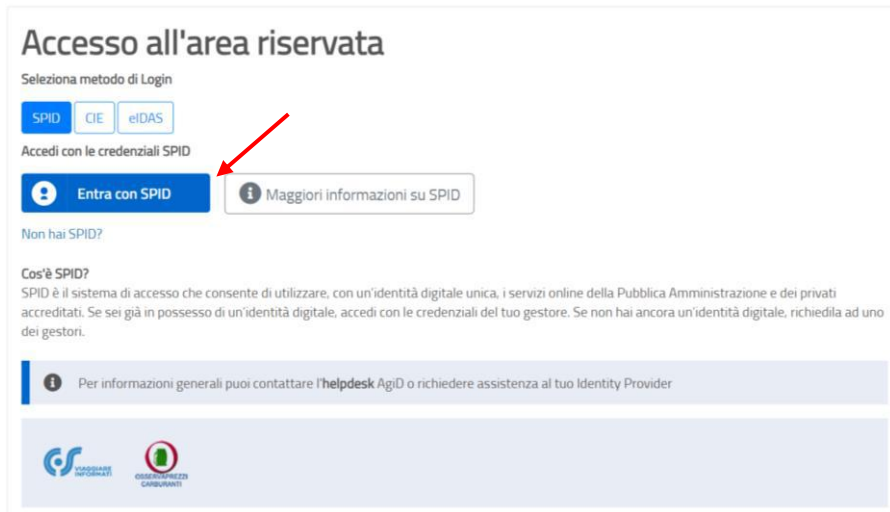 Accesso all'area riservata
Seleziona metodo di Login
SPID CIE eIDAS
Accedi con le credenziali SPID
Entra con SPID Maggiori informazioni su SPID
Non hai SPID?
Cos'è SPID?
SPID è il sistema di accesso che consente di utilizzare, con un'identità digitale unica, i servizi online della Pubblica Amministrazione e dei privati
accreditati. Se sei già in possesso di un'identità digitale, accedi con le credenziali del tuo gestore. Se non hai ancora un'identità digitale, richiedila ad uno
dei gestori.
Per informazioni generali puoi contattare l'helpdesk AgiD o richiedere assistenza al tuo Identity Provider
VIAGGIARE
INFORMATI
OSSERVAPREZZI
CARBURANTI